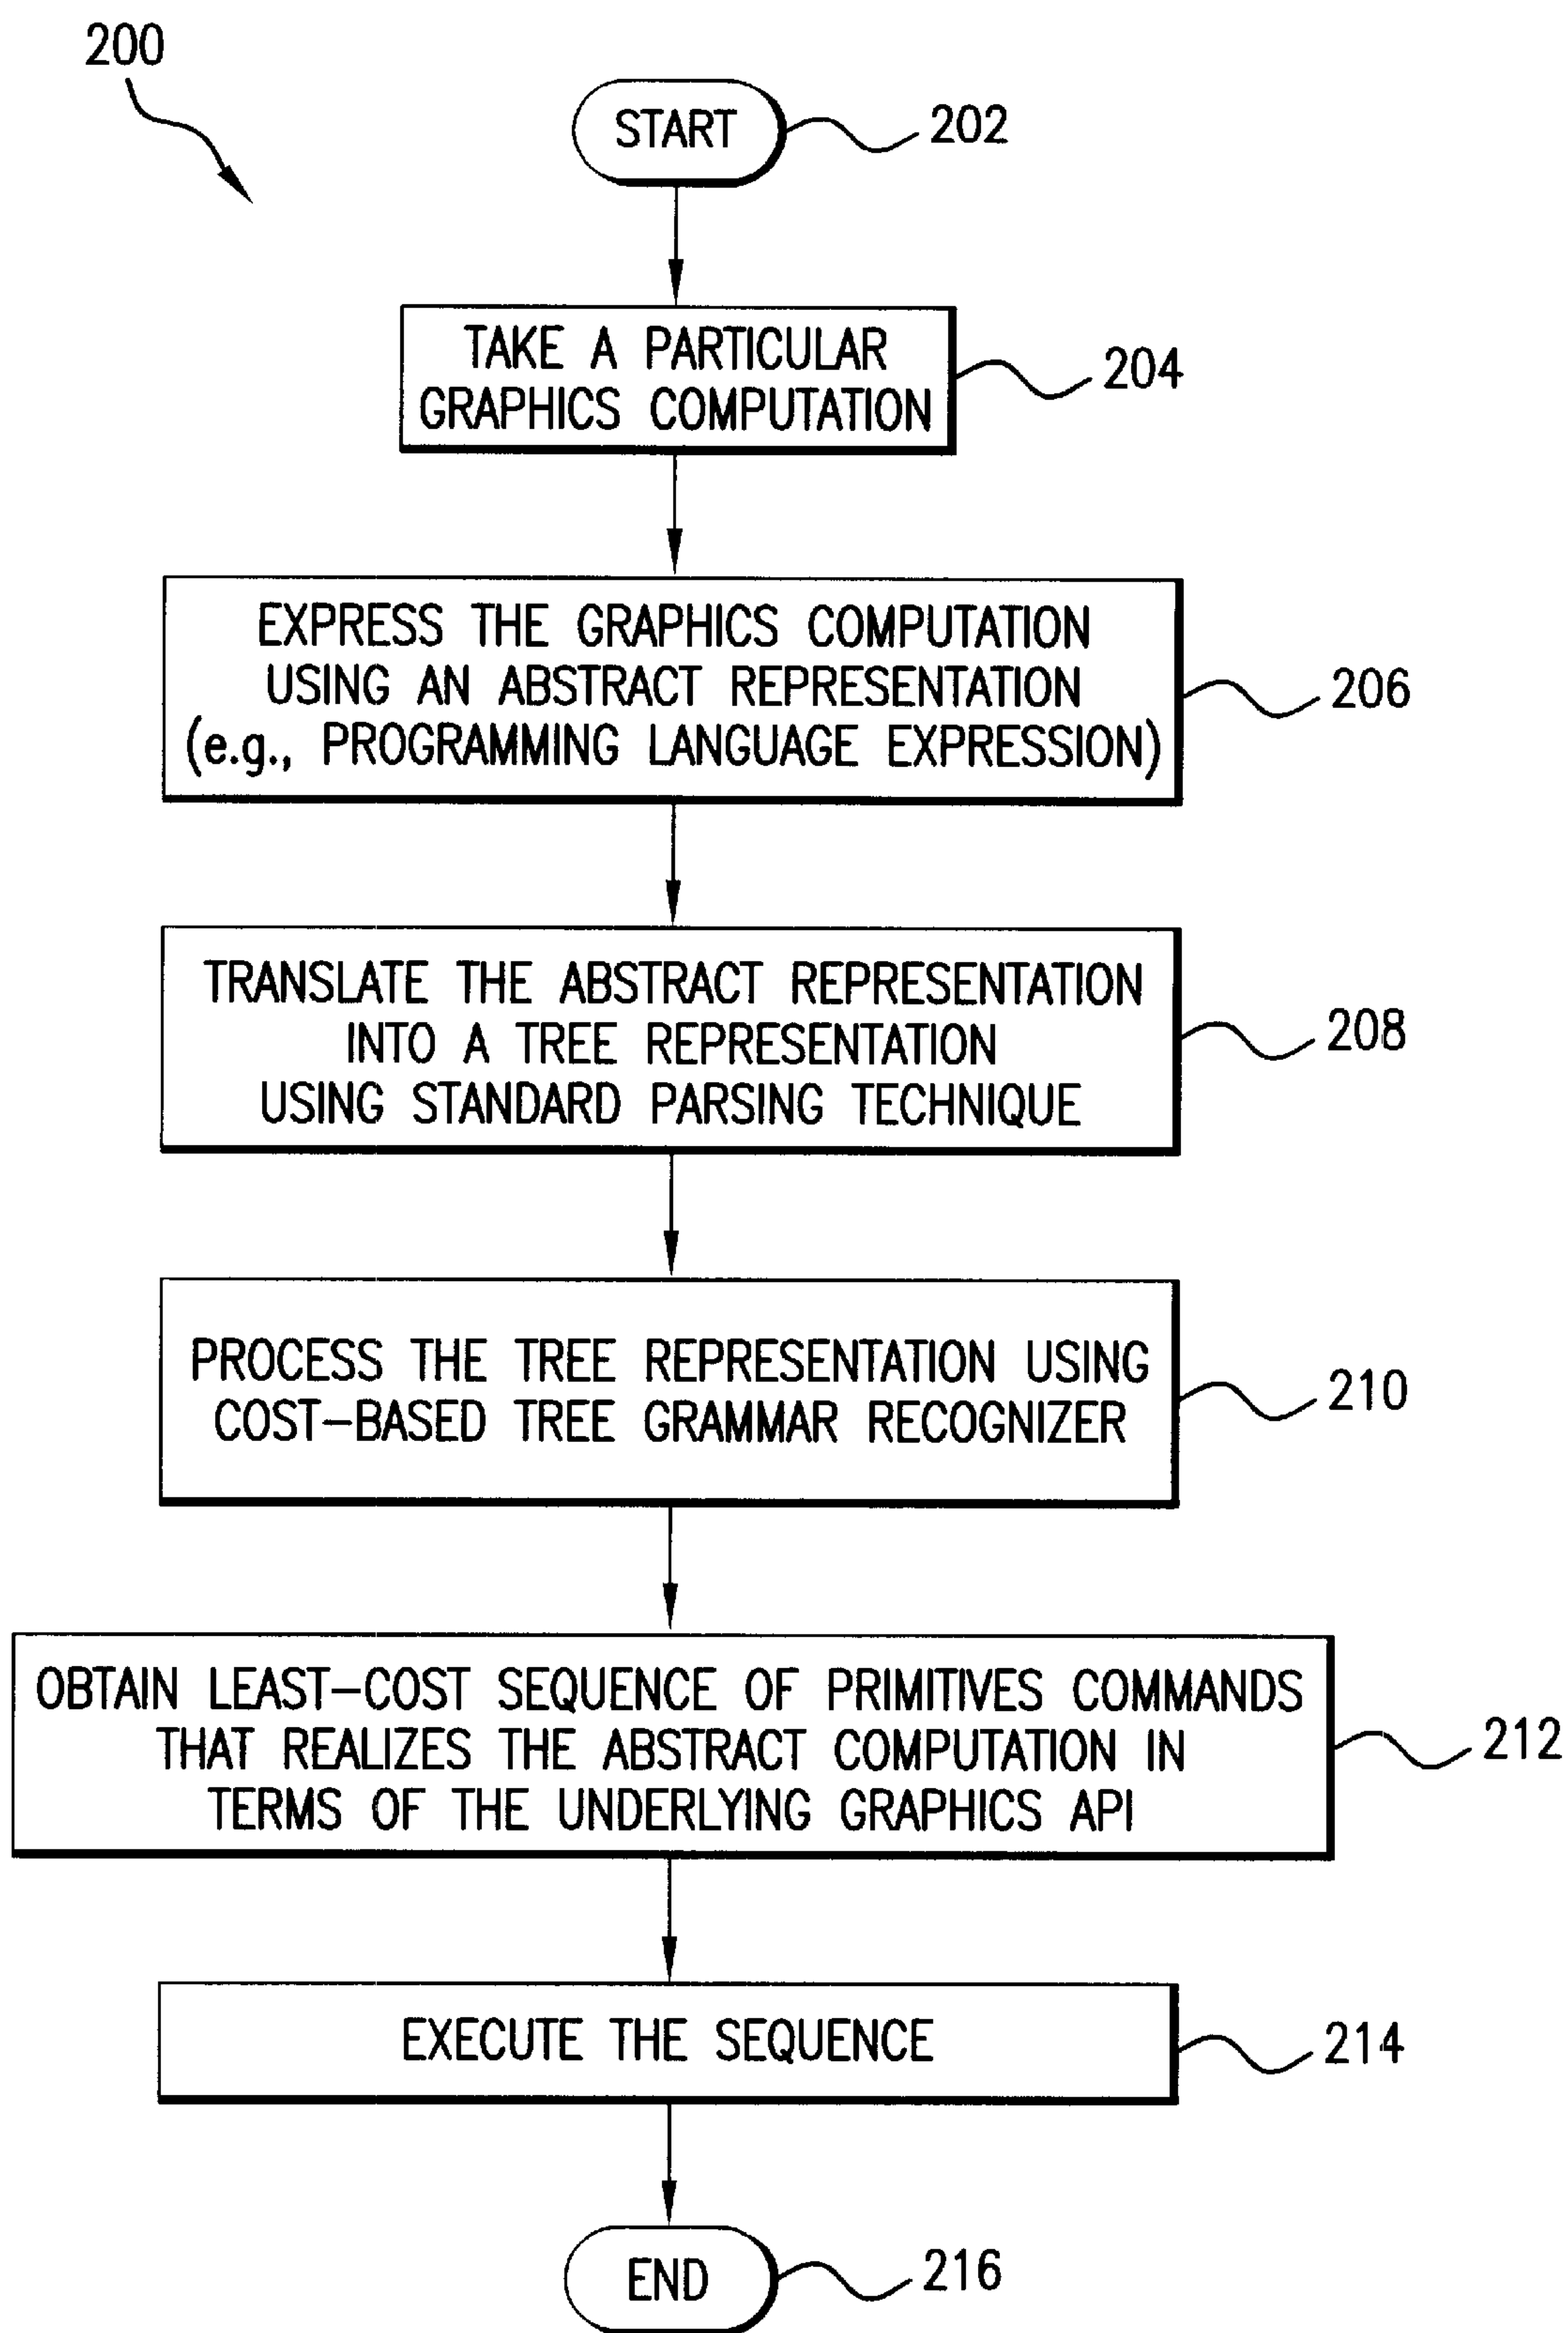 200
START
202
TAKE A PARTICULAR
GRAPHICS COMPUTATION
204
EXPRESS THE GRAPHICS COMPUTATION
USING AN ABSTRACT REPRESENTATION
(e.g., PROGRAMMING LANGUAGE EXPRESSION)
206
TRANSLATE THE ABSTRACT REPRESENTATION
INTO A TREE REPRESENTATION
USING STANDARD PARSING TECHNIQUE
208
PROCESS THE TREE REPRESENTATION USING
COST-BASED TREE GRAMMAR RECOGNIZER
210
OBTAIN LEAST-COST SEQUENCE OF PRIMITIVES COMMANDS
THAT REALIZES THE ABSTRACT COMPUTATION IN
TERMS OF THE UNDERLYING GRAPHICS API
212
EXECUTE THE SEQUENCE
214
END
216